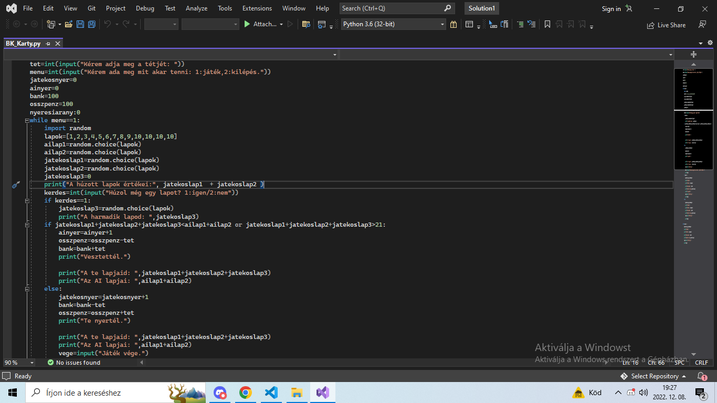 File Edit View Git Project Debug Test Analyze Tools Extensions Window Help Search (Ctrl+Q) Solution1 Sign in
Attach... Python 3.6 (32-bit) Live Share
BK_Karty.py
tet=int(input("Kérem adja meg a tétjét: "))
menu=int(input("Kérem ada meg mit akar tenni: 1:játék,2:kilépés."))
jatekosnyer=0
ainyer=0
bank=100
osszpenz=100
nyeresiarany:0
while menu==1:
import random
lapok=[1,2,3,4,5,6,7,8,9,10,10,10,10]
ailap1=random.choice(lapok)
ailap2=random.choice(lapok)
jatekoslap1=random.choice(lapok)
jatekoslap2=random.choice(lapok)
jatekoslap3=0
print("A húzott lapok értékei:", jatekoslap1  + jatekoslap2 )
kerdes=int(input("Húzel még egy lapot? 1:igen/2:nem"))
if kerdes==1:
jatekoslap3=random.choice(lapok)
print("A harmadik lapod: ",jatekoslap3)
if jatekoslap1+jatekoslap2+jatekoslap3<ailap1+ailap2 or jatekoslap1+jatekoslap2+jatekoslap3>21:
ainyer=ainyer+1
osszpenz=osszpenz-tet
bank=bank+tet
print("Vesztettél.")
print("A te lapjaid: ",jatekoslap1+jatekoslap2+jatekoslap3)
print("Az AI lapjai: ",ailap1+ailap2)
else:
jatekosnyer=jatekosnyer+1
bank=bank-tet
osszpenz=osszpenz+tet
print("Te nyertél.")
print("A te lapjaid: ",jatekoslap1+jatekoslap2+jatekoslap3)
print("Az AI lapjai: ",ailap1+ailap2)
vege=input("Játék vége.")
Aktiválja a Windowst
Aktiválja a Windows rendszert a Gépházban.
90 % No issues found Ln: 16 Ch: 66 SPC CRLF
Ready Select Repository
Írjon ide a kereséshez Köd 19:27
2022. 12. 08. 2